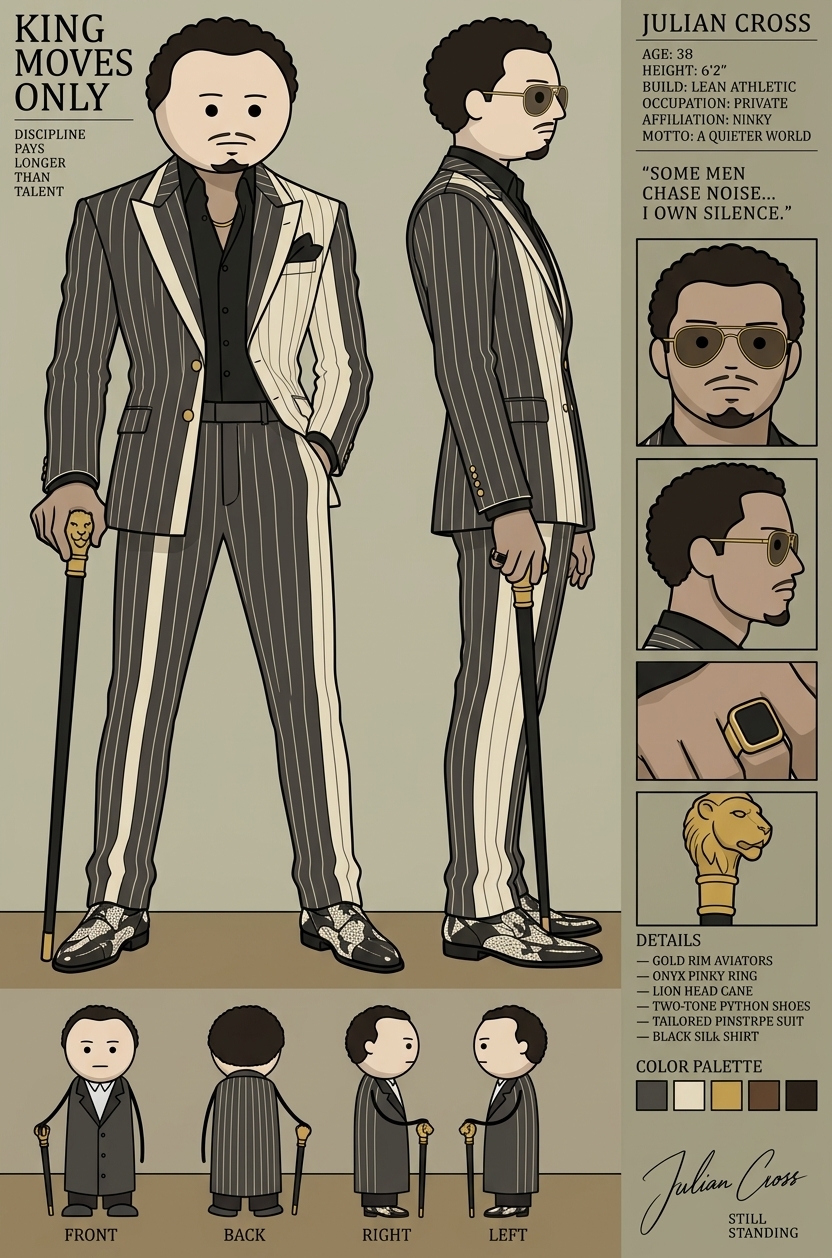 KING
MOVES
ONLY
DISCIPLINE
PAYS
LONGER
THAN
TALENT
JULIAN CROSS
AGE: 38
HEIGHT: 6'2"
BUILD: LEAN ATHLETIC
OCCUPATION: PRIVATE
AFFILIATION: NINKY
MOTTO: A QUIETER WORLD
“SOME MEN
CHASE NOISE...
I OWN SILENCE.”
DETAILS
— GOLD RIM AVIATORS
— ONYX PINKY RING
— LION HEAD CANE
— TWO-TONE PYTHON SHOES
— TAILORED PINSTRPE SUIT
— BLACK SILK SHIRT
COLOR PALETTE
Julian Cross
STILL
STANDING
FRONT
BACK
RIGHT
LEFT